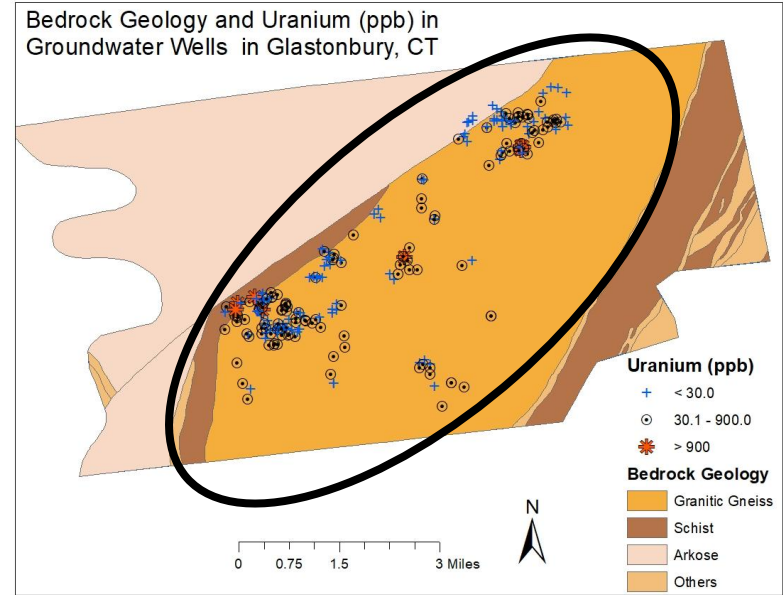 Bedrock Geology and Uranium (ppb) in
Groundwater Wells in Glastonbury, CT
Uranium (ppb)
< 30.0
30.1 - 900.0
> 900
Bedrock Geology
Granitic Gneiss
Schist
Arkose
Others
N
0 0.75 1.5 3 Miles